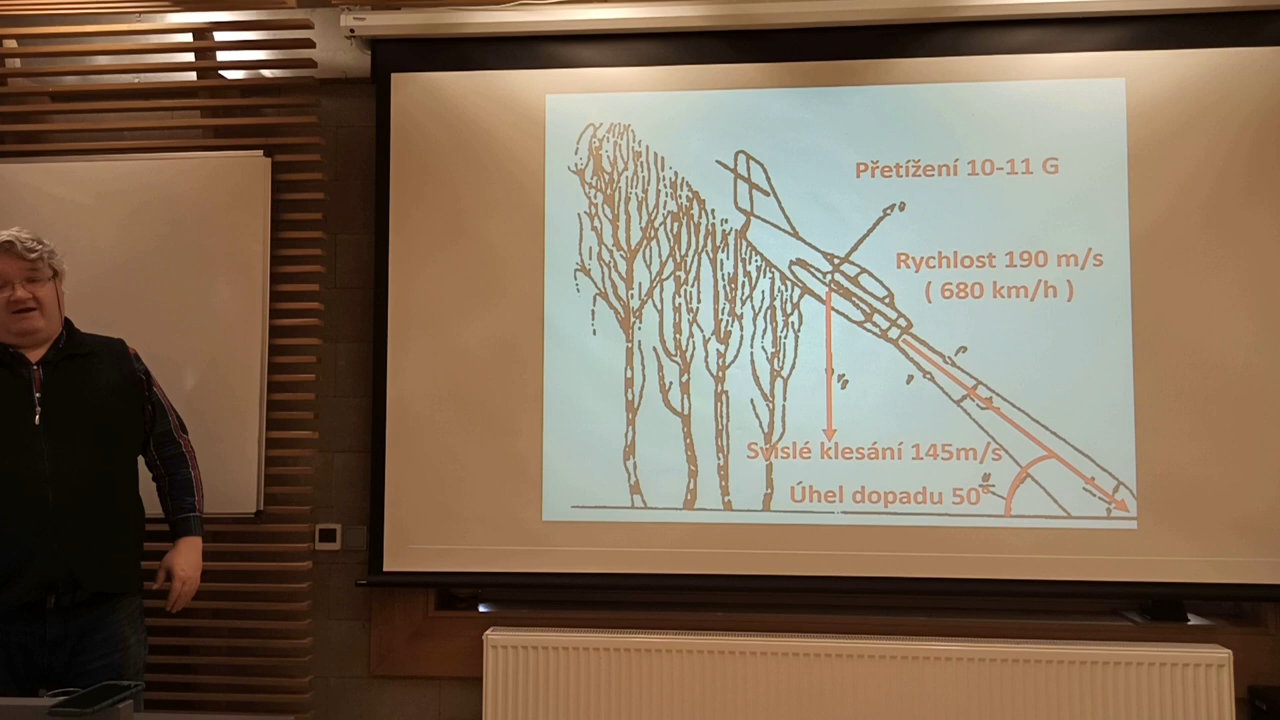 Přetížení 10-11 G
Rychlost 190 m/s
( 680 km/h )
Svislé klesání 145m/s
Úhel dopadu 50°